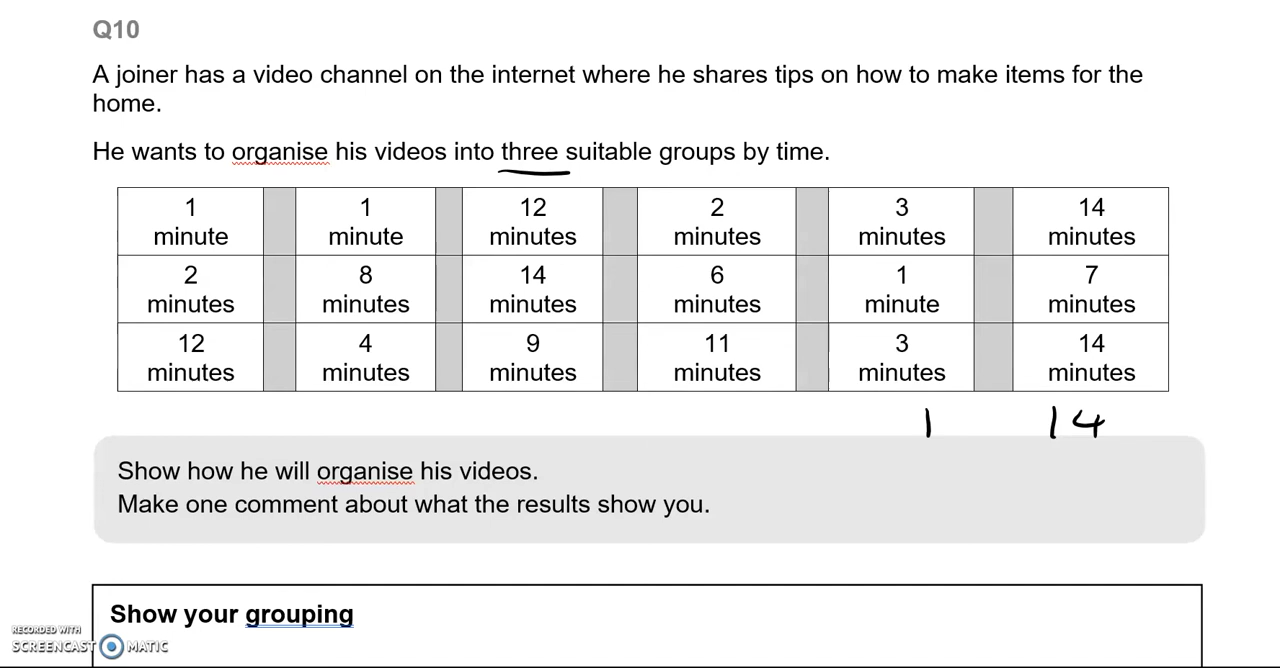 Q10
A joiner has a video channel on the internet where he shares tips on how to make items for the
home.
He wants to organise his videos into three suitable groups by time.
1 1 12 2 3 14
minute minute minutes minutes minutes minutes
2 8 14 6 1 7
minutes minutes minutes minutes minute minutes
12 4 9 11 3 14
minutes minutes minutes minutes minutes minutes
1 14
Show how he will organise his videos.
Make one comment about what the results show you.
Show your grouping
RECORDED WITH
SCREENCAST MATIC